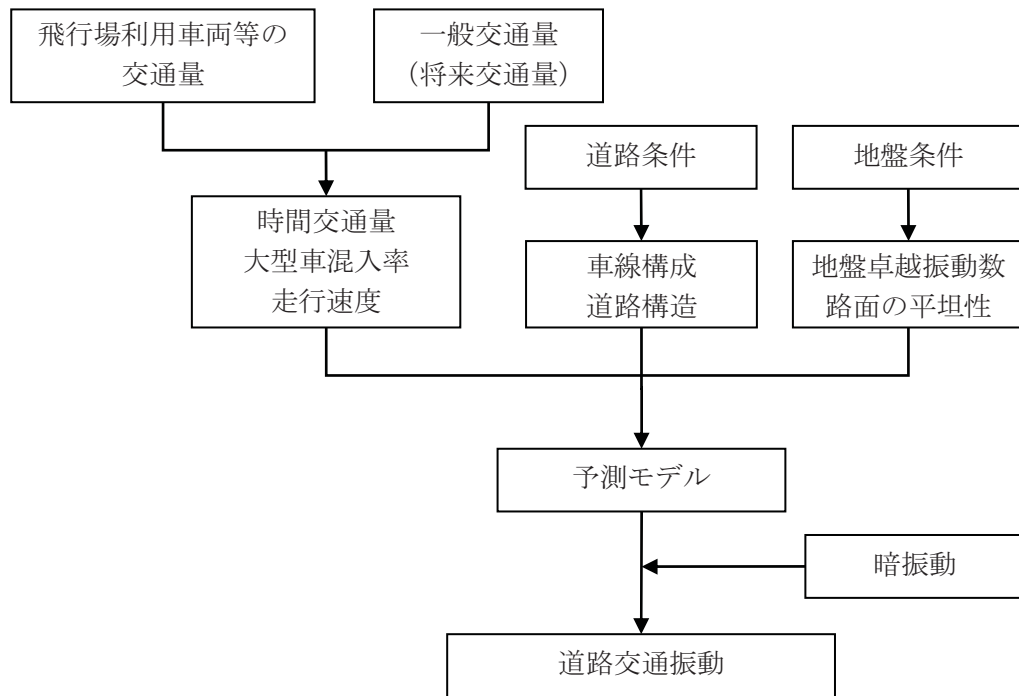 飛行場利用車両等の
交通量
一般交通量
（将来交通量）
道路条件
地盤条件
時間交通量
大型車混入率
走行速度
車線構成
道路構造
地盤卓越振動数
路面の平坦性
予測モデル
暗振動
道路交通振動